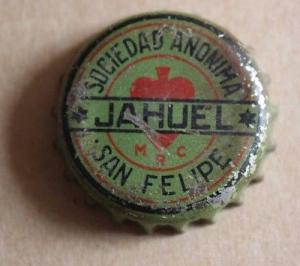 SOCIEDAD ANONIMA
JAHUEL
M R C
SAN FELIPE